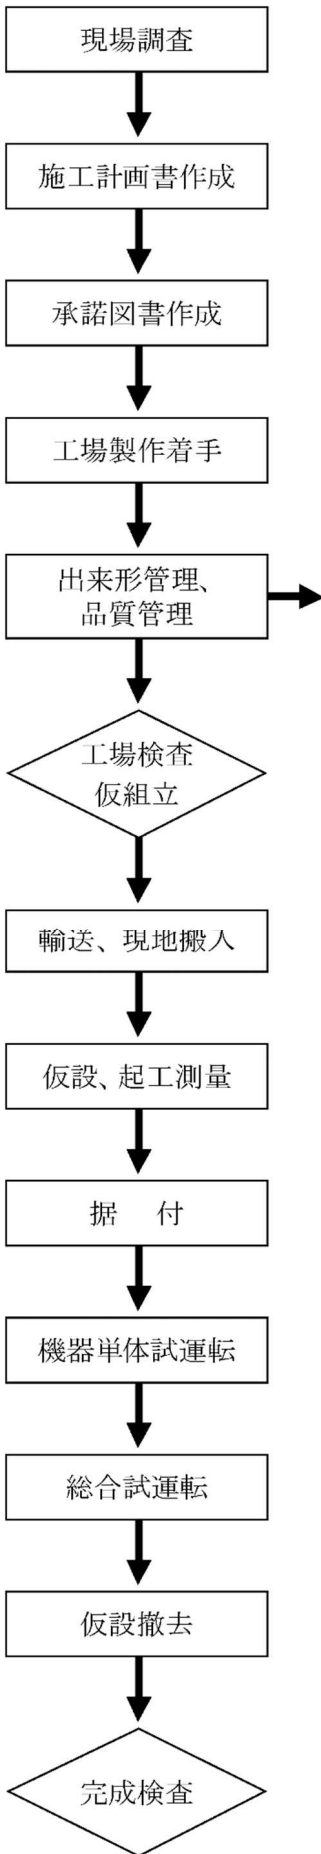 現場調査
施工計画書作成
承諾図書作成
工場製作着手
出来形管理、
品質管理
工場検査
仮組立
輸送、現地搬入
仮設、起工測量
据　付
機器単体試運転
総合試運転
仮設撤去
完成検査